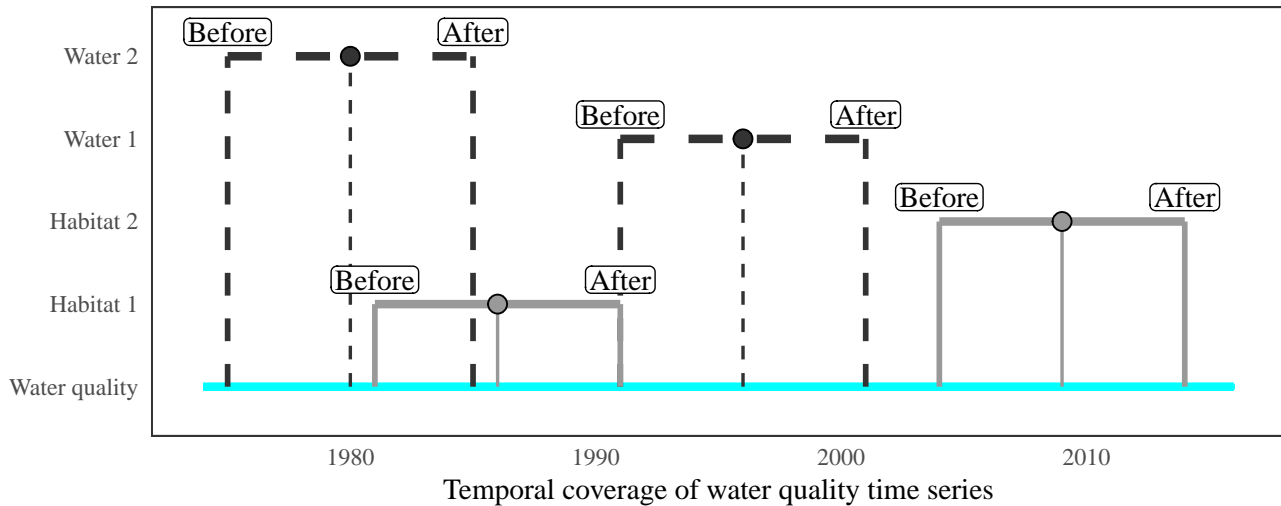 Before After
Water 2
Before After
Water 1
Before After
Habitat 2
Before After
Habitat 1
Water quality
1980 1990 2000 2010
Temporal coverage of water quality time series